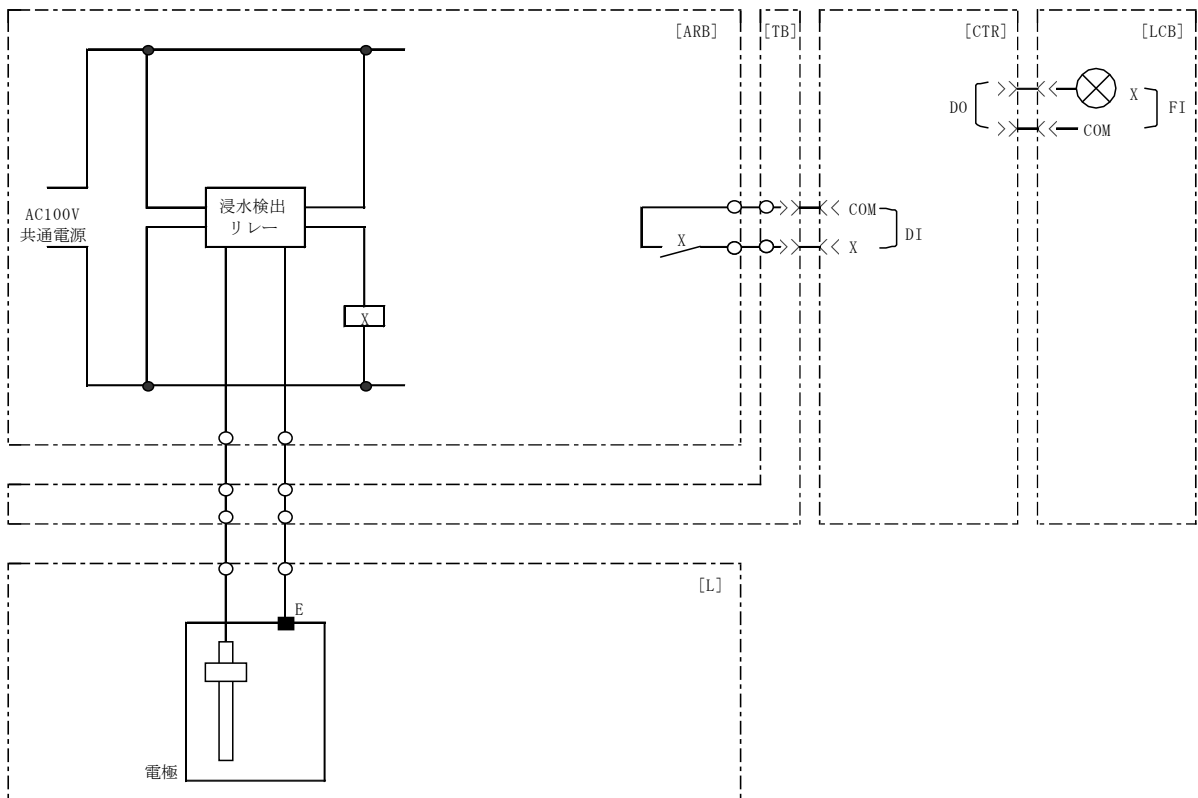 [ARB]
[TB]
[CTR]
[LCB]
DO
X
FI
COM
AC100V
共通電源
浸水検出
リレー
COM
X
X
DI
X
[L]
E
電極